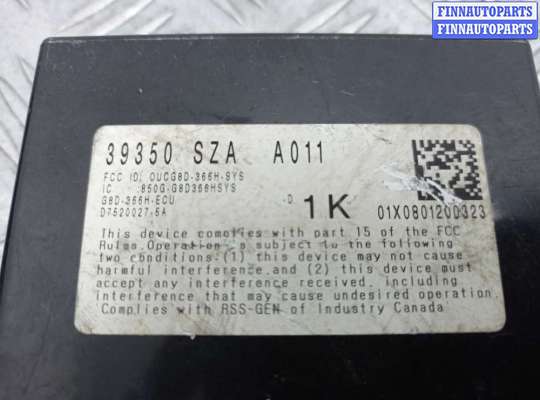 FINNAUTOPARTS
FINNAUTOPARTS
39350 SZA A011
FCC ID: OUCG8D-366H-SYS
IC :850G-G8D366HSYS
G8D-366H-ECU
D7520027-5A
D 1K 01X0801200323
This device complies with part 15 of the FCC
Rules.Operation is subject to the following
two conditions:(1) this device may not cause
harmful interference.and (2) this device must
accept any interference received. including
interference that may cause undesired operation.
Complies with RSS-GEN of Industry Canada